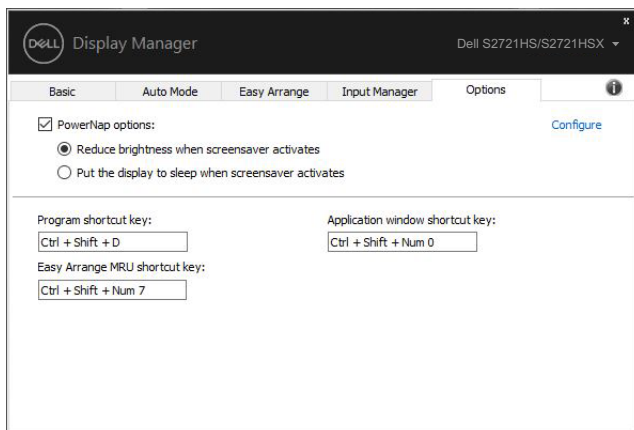 x
DELL Display Manager
Dell S2721HS/S2721HSX
Basic Auto Mode Easy Arrange Input Manager Options i
PowerNap options: Configure
Reduce brightness when screensaver activates
Put the display to sleep when screensaver activates
Program shortcut key: Application window shortcut key:
Ctrl + Shift + D Ctrl + Shift + Num 0
Easy Arrange MRU shortcut key:
Ctrl + Shift + Num 7